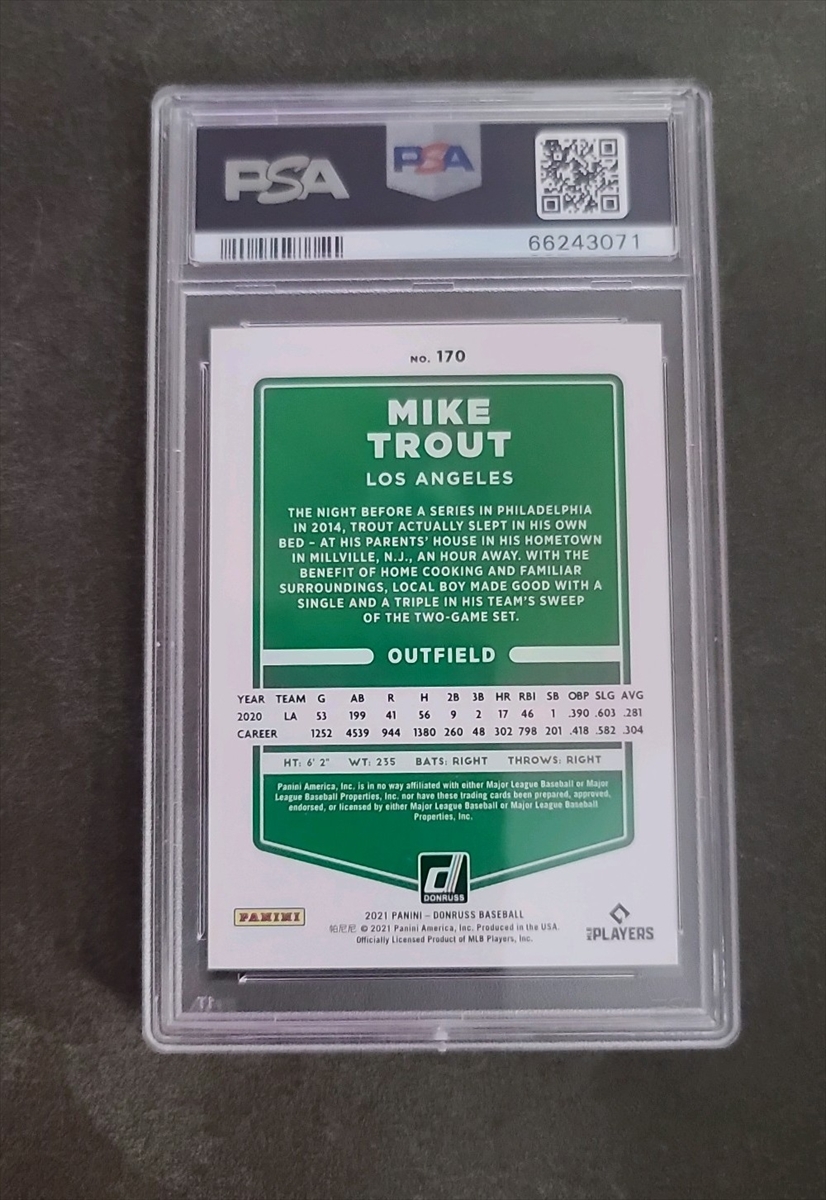 PSA PSA
66243071
NO. 170
MIKE
TROUT
LOS ANGELES
THE NIGHT BEFORE A SERIES IN PHILADELPHIA
IN 2014, TROUT ACTUALLY SLEPT IN HIS OWN
BED – AT HIS PARENTS' HOUSE IN HIS HOMETOWN
IN MILLVILLE, N.J., AN HOUR AWAY. WITH THE
BENEFIT OF HOME COOKING AND FAMILIAR
SURROUNDINGS, LOCAL BOY MADE GOOD WITH A
SINGLE AND A TRIPLE IN HIS TEAM'S SWEEP
OF THE TWO-GAME SET.
OUTFIELD
YEAR TEAM G AB R H 2B 3B HR RBI SB OBP SLG AVG
2020 LA 53 199 41 56 9 2 17 46 1 .390 .603 .281
CAREER 1252 4539 944 1380 260 48 302 798 201 .418 .582 .304
HT: 6' 2" WT: 235 BATS: RIGHT THROWS: RIGHT
Panini America, Inc. is in no way affiliated with either Major League Baseball or Major
League Baseball Properties, Inc. nor have these trading cards been prepared, approved,
endorsed, or licensed by either Major League Baseball or Major League Baseball
Properties, Inc.
DONRUSS
PANINI
2021 PANINI – DONRUSS BASEBALL
帕尼尼 © 2021 Panini America, Inc. Produced in the USA.
Officially Licensed Product of MLB Players, Inc.
MLB PLAYERS